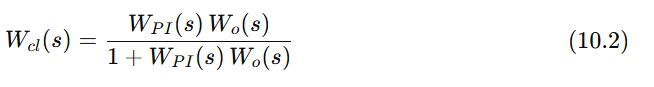 W_{cl}(s) = \frac{W_{PI}(s) W_o(s)}{1 + W_{PI}(s) W_o(s)} (10.2)